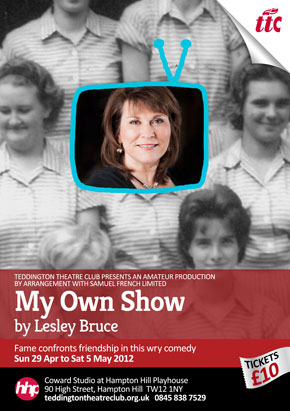 ttc
TEDDINGTON THEATRE CLUB PRESENTS AN AMATEUR PRODUCTION
BY ARRANGEMENT WITH SAMUEL FRENCH LIMITED
My Own Show
by Lesley Bruce
Fame confronts friendship in this wry comedy
Sun 29 Apr to Sat 5 May 2012
TICKETS
£10
hhp
Coward Studio at Hampton Hill Playhouse
90 High Street, Hampton Hill TW12 1NY
teddingtontheatreclub.org.uk 0845 838 7529